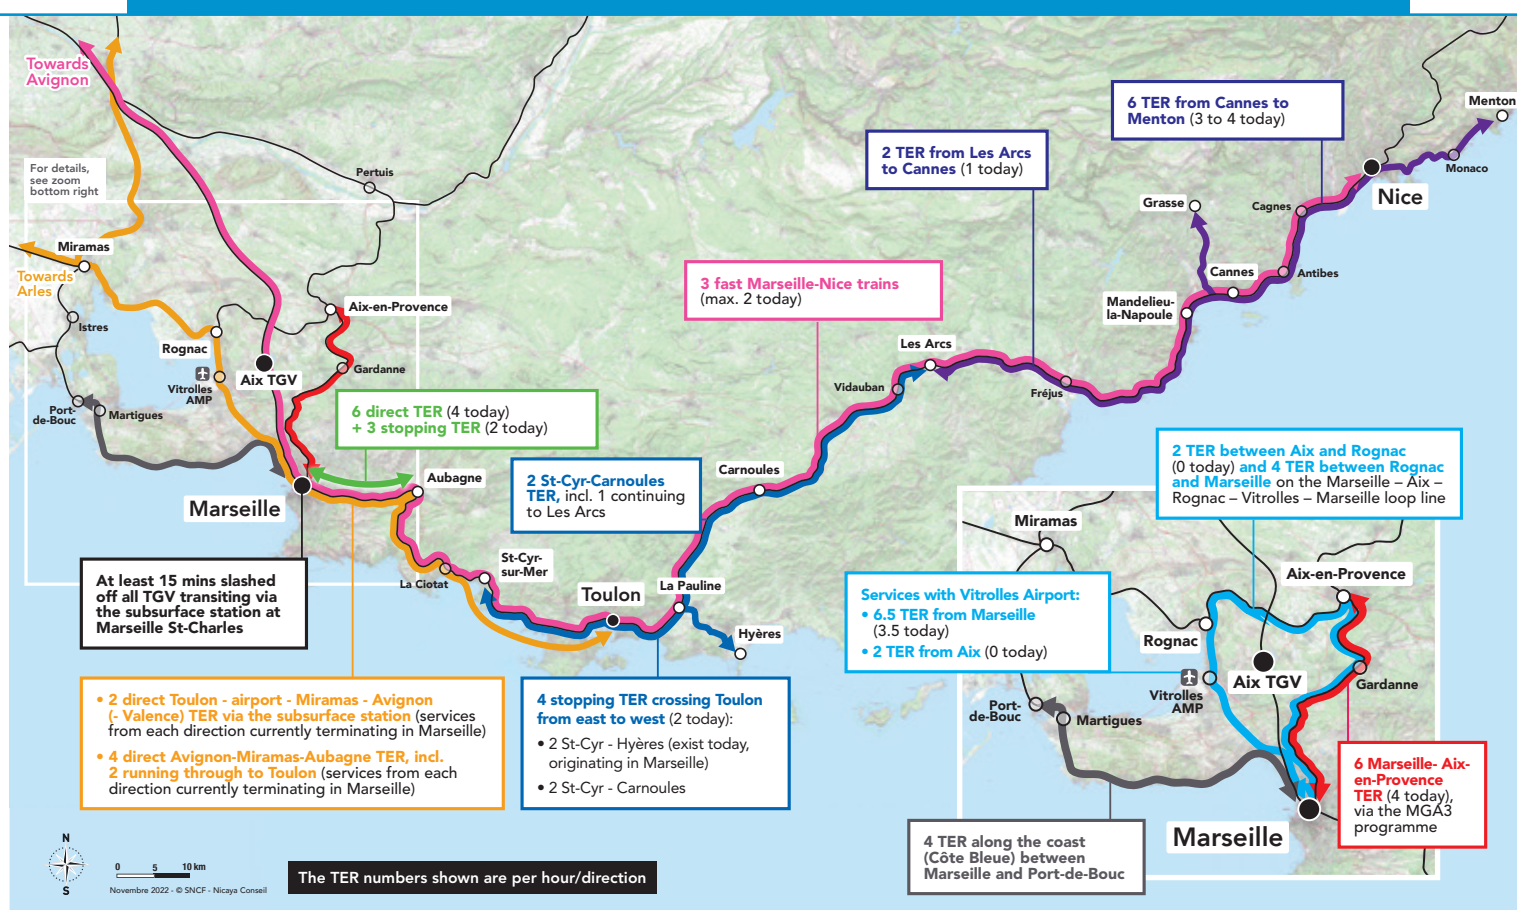 Towards
Avignon
For details,
see zoom
bottom right
Pertuis
Miramas
Towards
Arles
Istres
Rognac
Vitrolles
AMP
Aix TGV
Aix-en-Provence
Gardanne
Port-
de-Bouc
Martigues
6 direct TER (4 today)
+ 3 stopping TER (2 today)
Marseille
Aubagne
At least 15 mins slashed
off all TGV transiting via
the subsurface station at
Marseille St-Charles
La Ciotat
St-Cyr-
sur-Mer
Toulon
La Pauline
Hyères
2 St-Cyr-Carnoules
TER, incl. 1 continuing
to Les Arcs
Carnoules
Vidauban
Les Arcs
Fréjus
3 fast Marseille-Nice trains
(max. 2 today)
2 TER from Les Arcs
to Cannes (1 today)
6 TER from Cannes to
Menton (3 to 4 today)
Menton
Monaco
Nice
Cagnes
Grasse
Antibes
Cannes
Mandelieu-
la-Napoule
• 2 direct Toulon - airport - Miramas - Avignon
(- Valence) TER via the subsurface station (services
from each direction currently terminating in Marseille)
• 4 direct Avignon-Miramas-Aubagne TER, incl.
2 running through to Toulon (services from each
direction currently terminating in Marseille)
4 stopping TER crossing Toulon
from east to west (2 today):
• 2 St-Cyr - Hyères (exist today,
originating in Marseille)
• 2 St-Cyr - Carnoules
2 TER between Aix and Rognac
(0 today) and 4 TER between Rognac
and Marseille on the Marseille – Aix –
Rognac – Vitrolles – Marseille loop line
Services with Vitrolles Airport:
• 6.5 TER from Marseille
(3.5 today)
• 2 TER from Aix (0 today)
Miramas
Aix-en-Provence
Rognac
Aix TGV
Vitrolles
AMP
Gardanne
Port-
de-Bouc
Martigues
Marseille
6 Marseille- Aix-
en-Provence
TER (4 today),
via the MGA3
programme
4 TER along the coast
(Côte Bleue) between
Marseille and Port-de-Bouc
N
S
0 5 10 km
Novembre 2022 - © SNCF - Nicaya Conseil
The TER numbers shown are per hour/direction